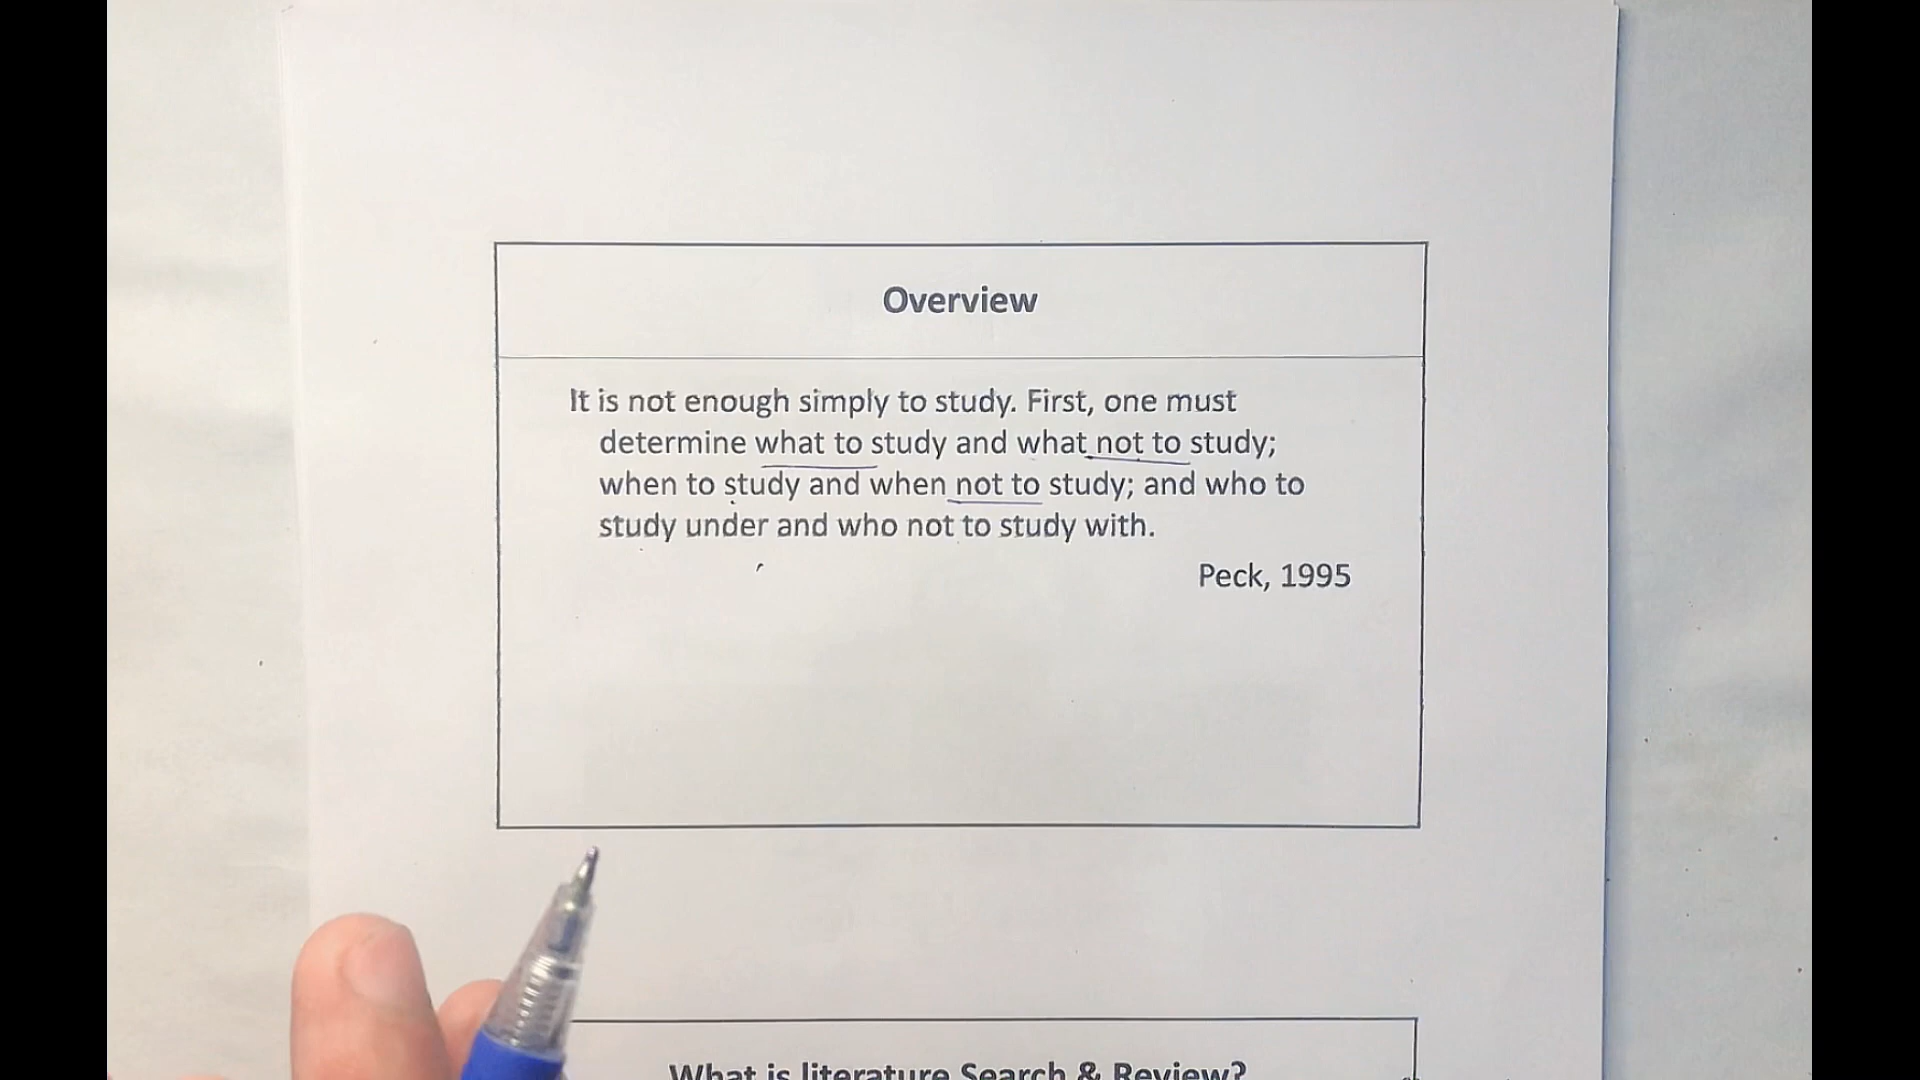 Overview
It is not enough simply to study. First, one must
determine what to study and what not to study;
when to study and when not to study; and who to
study under and who not to study with.
Peck, 1995
What is literature Search & Review?